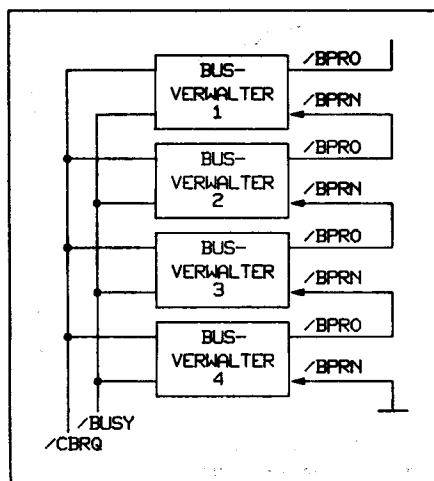 /BPRO
BUS-
VERWALTER
1
/BPRN
/BPRO
BUS-
VERWALTER
2
/BPRN
/BPRO
BUS-
VERWALTER
3
/BPRN
/BPRO
BUS-
VERWALTER
4
/BPRN
/BUSY
/CBRQ